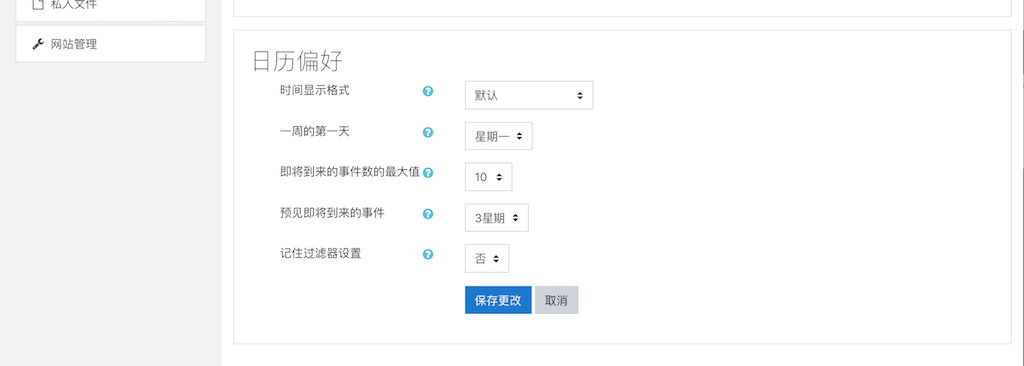 私人文件
网站管理
日历偏好
时间显示格式
默认
一周的第一天
星期一
即将到来的事件数的最大值
10
预见即将到来的事件
3星期
记住过滤器设置
否
保存更改
取消